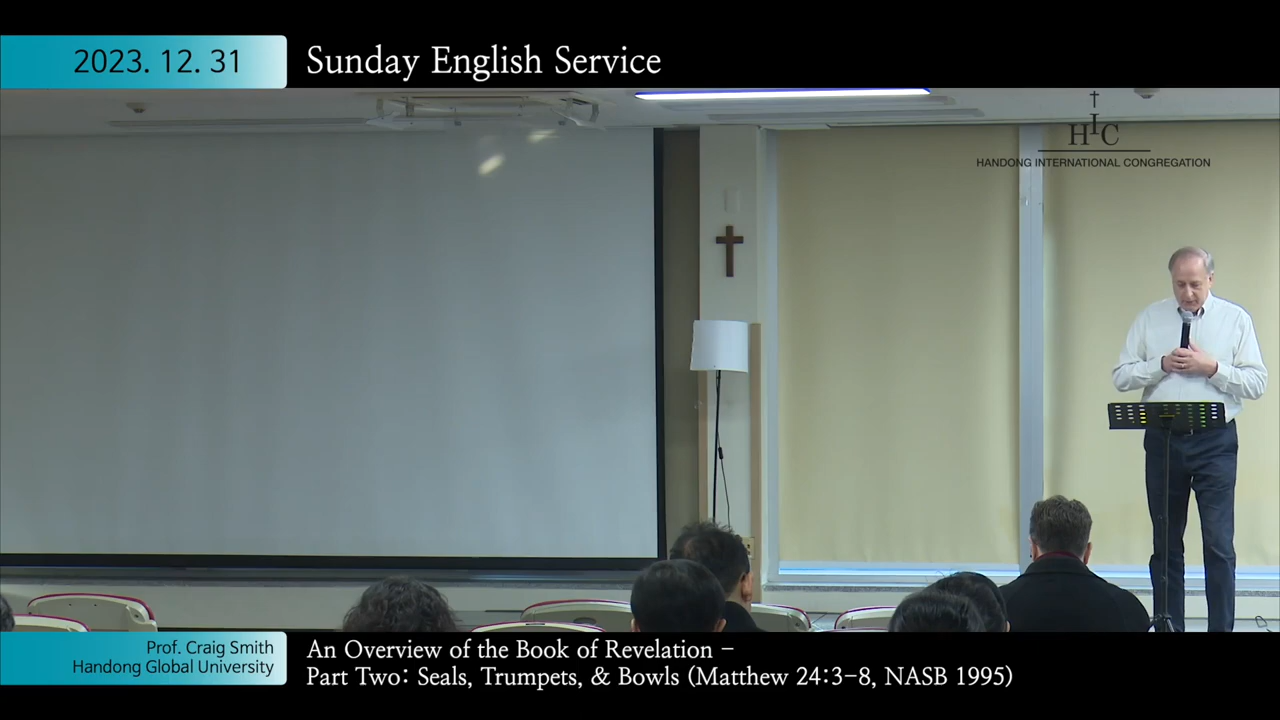 2023. 12. 31
Sunday English Service
HIC
HANDONG INTERNATIONAL CONGREGATION
Prof. Craig Smith
Handong Global University
An Overview of the Book of Revelation –
Part Two: Seals, Trumpets, & Bowls (Matthew 24:3-8, NASB 1995)